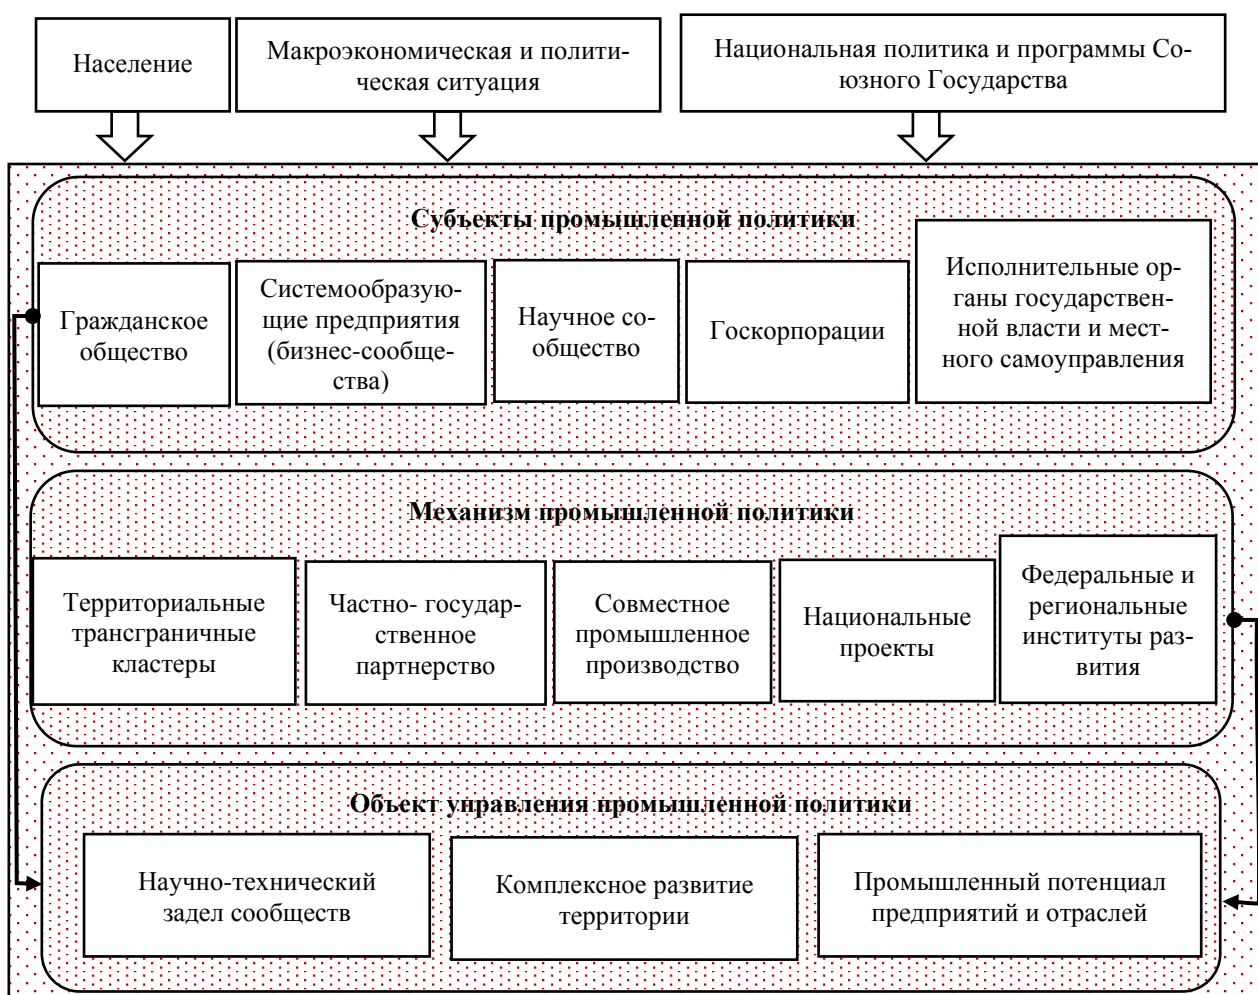 Население
Макроэкономическая и полити-
ческая ситуация
Национальная политика и программы Со-
юзного Государства
Субъекты промышленной политики
Гражданское
общество
Системообразую-
щие предприятия
(бизнес-сообще-
ства)
Научное со-
общество
Госкорпорации
Исполнительные ор-
ганы государствен-
ной власти и мест-
ного самоуправления
Механизм промышленной политики
Территориальные
трансграничные
кластеры
Частно- государ-
ственное
партнерство
Совместное
промышленное
производство
Национальные
проекты
Федеральные и
региональные
институты раз-
вития
Объект управления промышленной политики
Научно-технический
задел сообществ
Комплексное развитие
территории
Промышленный потенциал
предприятий и отраслей